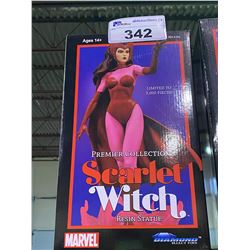 342
Ages 14+
LIMITED TO
3,000 PIECES
PREMIER COLLECTION
Scarlet
Witch
RESIN STATUE
MARVEL
DIAMOND
SELECT TOYS